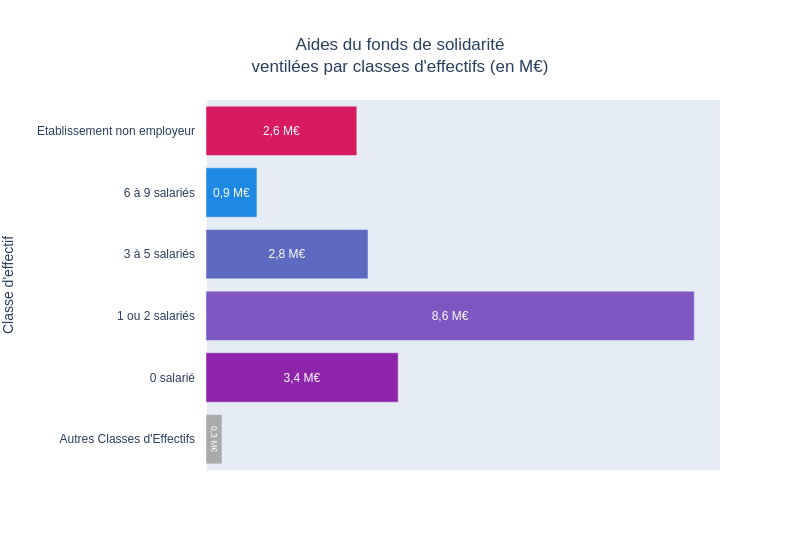 Aides du fonds de solidarité
ventilées par classes d'effectifs (en M€)
Classe d'effectif
Etablissement non employeur
2,6 M€
6 à 9 salariés
0,9 M€
3 à 5 salariés
2,8 M€
1 ou 2 salariés
8,6 M€
0 salarié
3,4 M€
Autres Classes d'Effectifs
0,3 M€